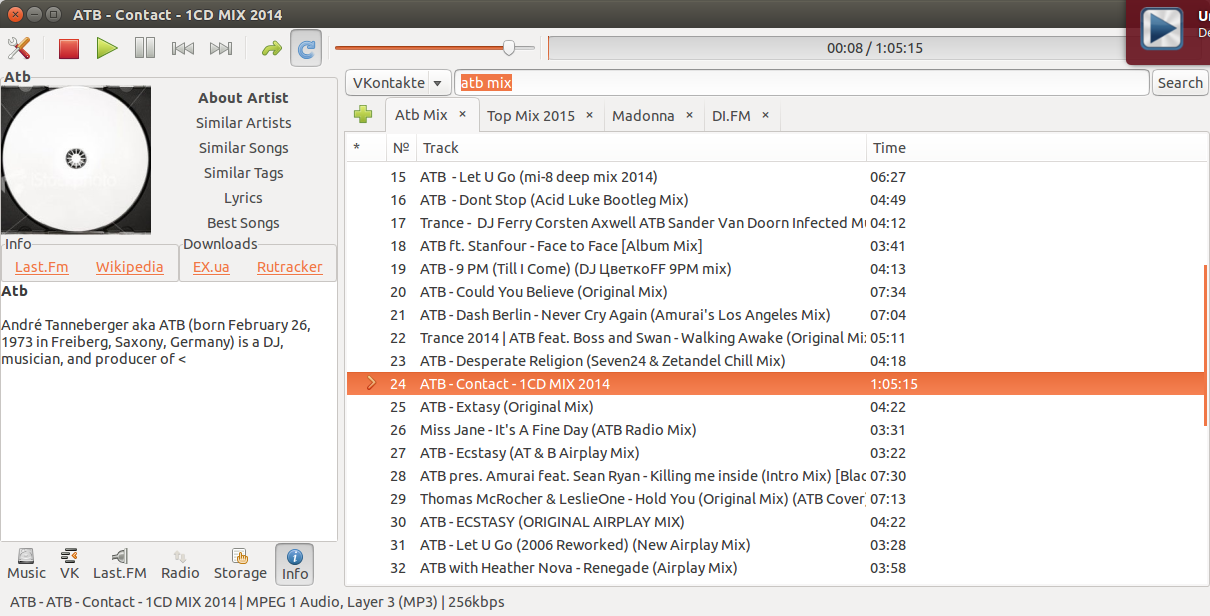 ATB - Contact - 1CD MIX 2014
00:08 / 1:05:15
Atb
About Artist
Similar Artists
Similar Songs
Similar Tags
Lyrics
Best Songs
Info
Last.Fm Wikipedia
Downloads
EX.ua Rutracker
Atb
André Tanneberger aka ATB (born February 26,
1973 in Freiberg, Saxony, Germany) is a DJ,
musician, and producer of <
Music VK Last.FM Radio Storage Info
VKontakte atb mix Search
Atb Mix × Top Mix 2015 × Madonna × DI.FM ×
* Nº Track Time
15 ATB - Let U Go (mi-8 deep mix 2014) 06:27
16 ATB - Dont Stop (Acid Luke Bootleg Mix) 04:49
17 Trance - DJ Ferry Corsten Axwell ATB Sander Van Doorn Infected Mu 04:12
18 ATB ft. Stanfour - Face to Face [Album Mix] 03:41
19 ATB - 9 PM (Till I Come) (DJ ЦветкоFF 9PM mix) 04:13
20 ATB - Could You Believe (Original Mix) 07:34
21 ATB - Dash Berlin - Never Cry Again (Amurai's Los Angeles Mix) 07:04
22 Trance 2014 | ATB feat. Boss and Swan - Walking Awake (Original Mix 05:11
23 ATB - Desperate Religion (Seven24 & Zetandel Chill Mix) 04:18
24 ATB - Contact - 1CD MIX 2014 1:05:15
25 ATB - Extasy (Original Mix) 04:22
26 Miss Jane - It's A Fine Day (ATB Radio Mix) 03:31
27 ATB - Ecstasy (AT & B Airplay Mix) 03:22
28 ATB pres. Amurai feat. Sean Ryan - Killing me inside (Intro Mix) [Blac 07:30
29 Thomas McRocher & LeslieOne - Hold You (Original Mix) (ATB Cover) 07:13
30 ATB - ECSTASY (ORIGINAL AIRPLAY MIX) 04:22
31 ATB - Let U Go (2006 Reworked) (New Airplay Mix) 03:28
32 ATB with Heather Nova - Renegade (Airplay Mix) 03:58
ATB - ATB - Contact - 1CD MIX 2014 | MPEG 1 Audio, Layer 3 (MP3) | 256kbps